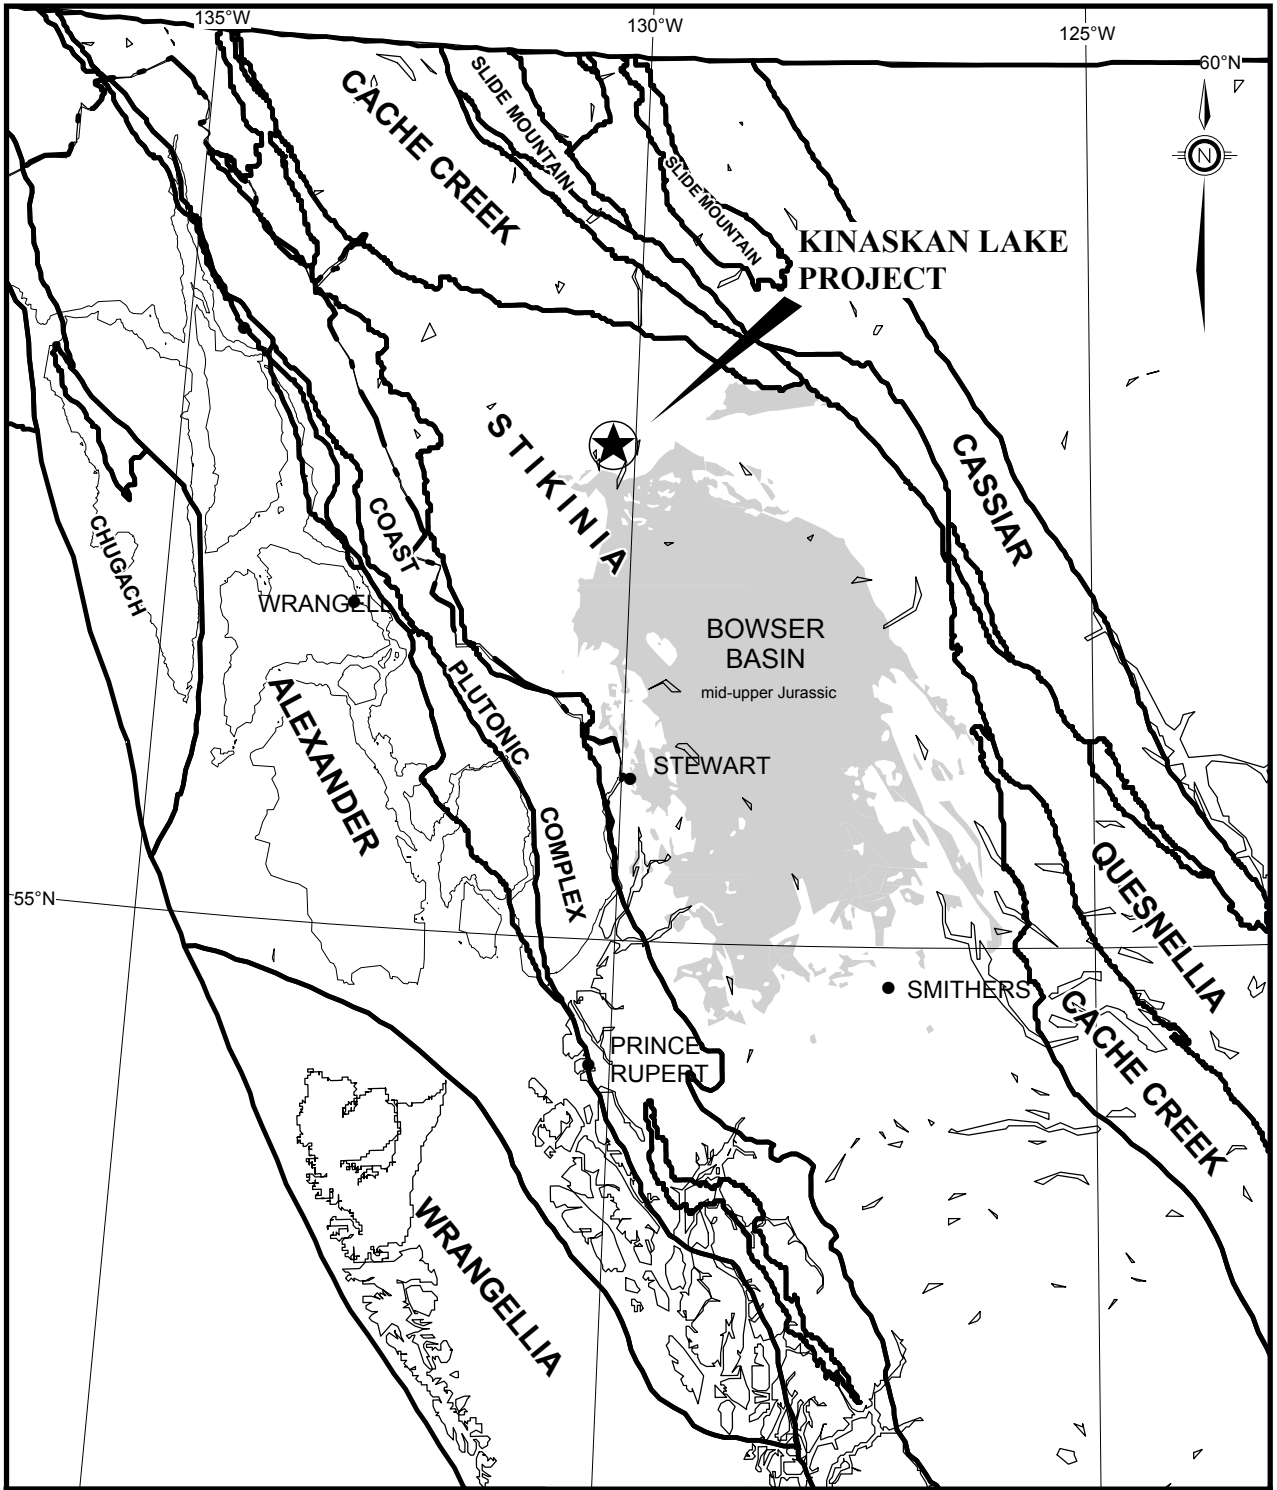 135°W
130°W
125°W
60°N
N
CACHE CREEK
SLIDE MOUNTAIN
SLIDE MOUNTAIN
KINASKAN LAKE
PROJECT
STIKINIA
CASSIAR
COAST
CHUGACH
WRANGELL
BOWSER
BASIN
mid-upper Jurassic
PLUTONIC
ALEXANDER
STEWART
COMPLEX
QUESNELLIA
55°N
SMITHERS
CACHE CREEK
PRINCE
RUPERT
WRANGELLIA